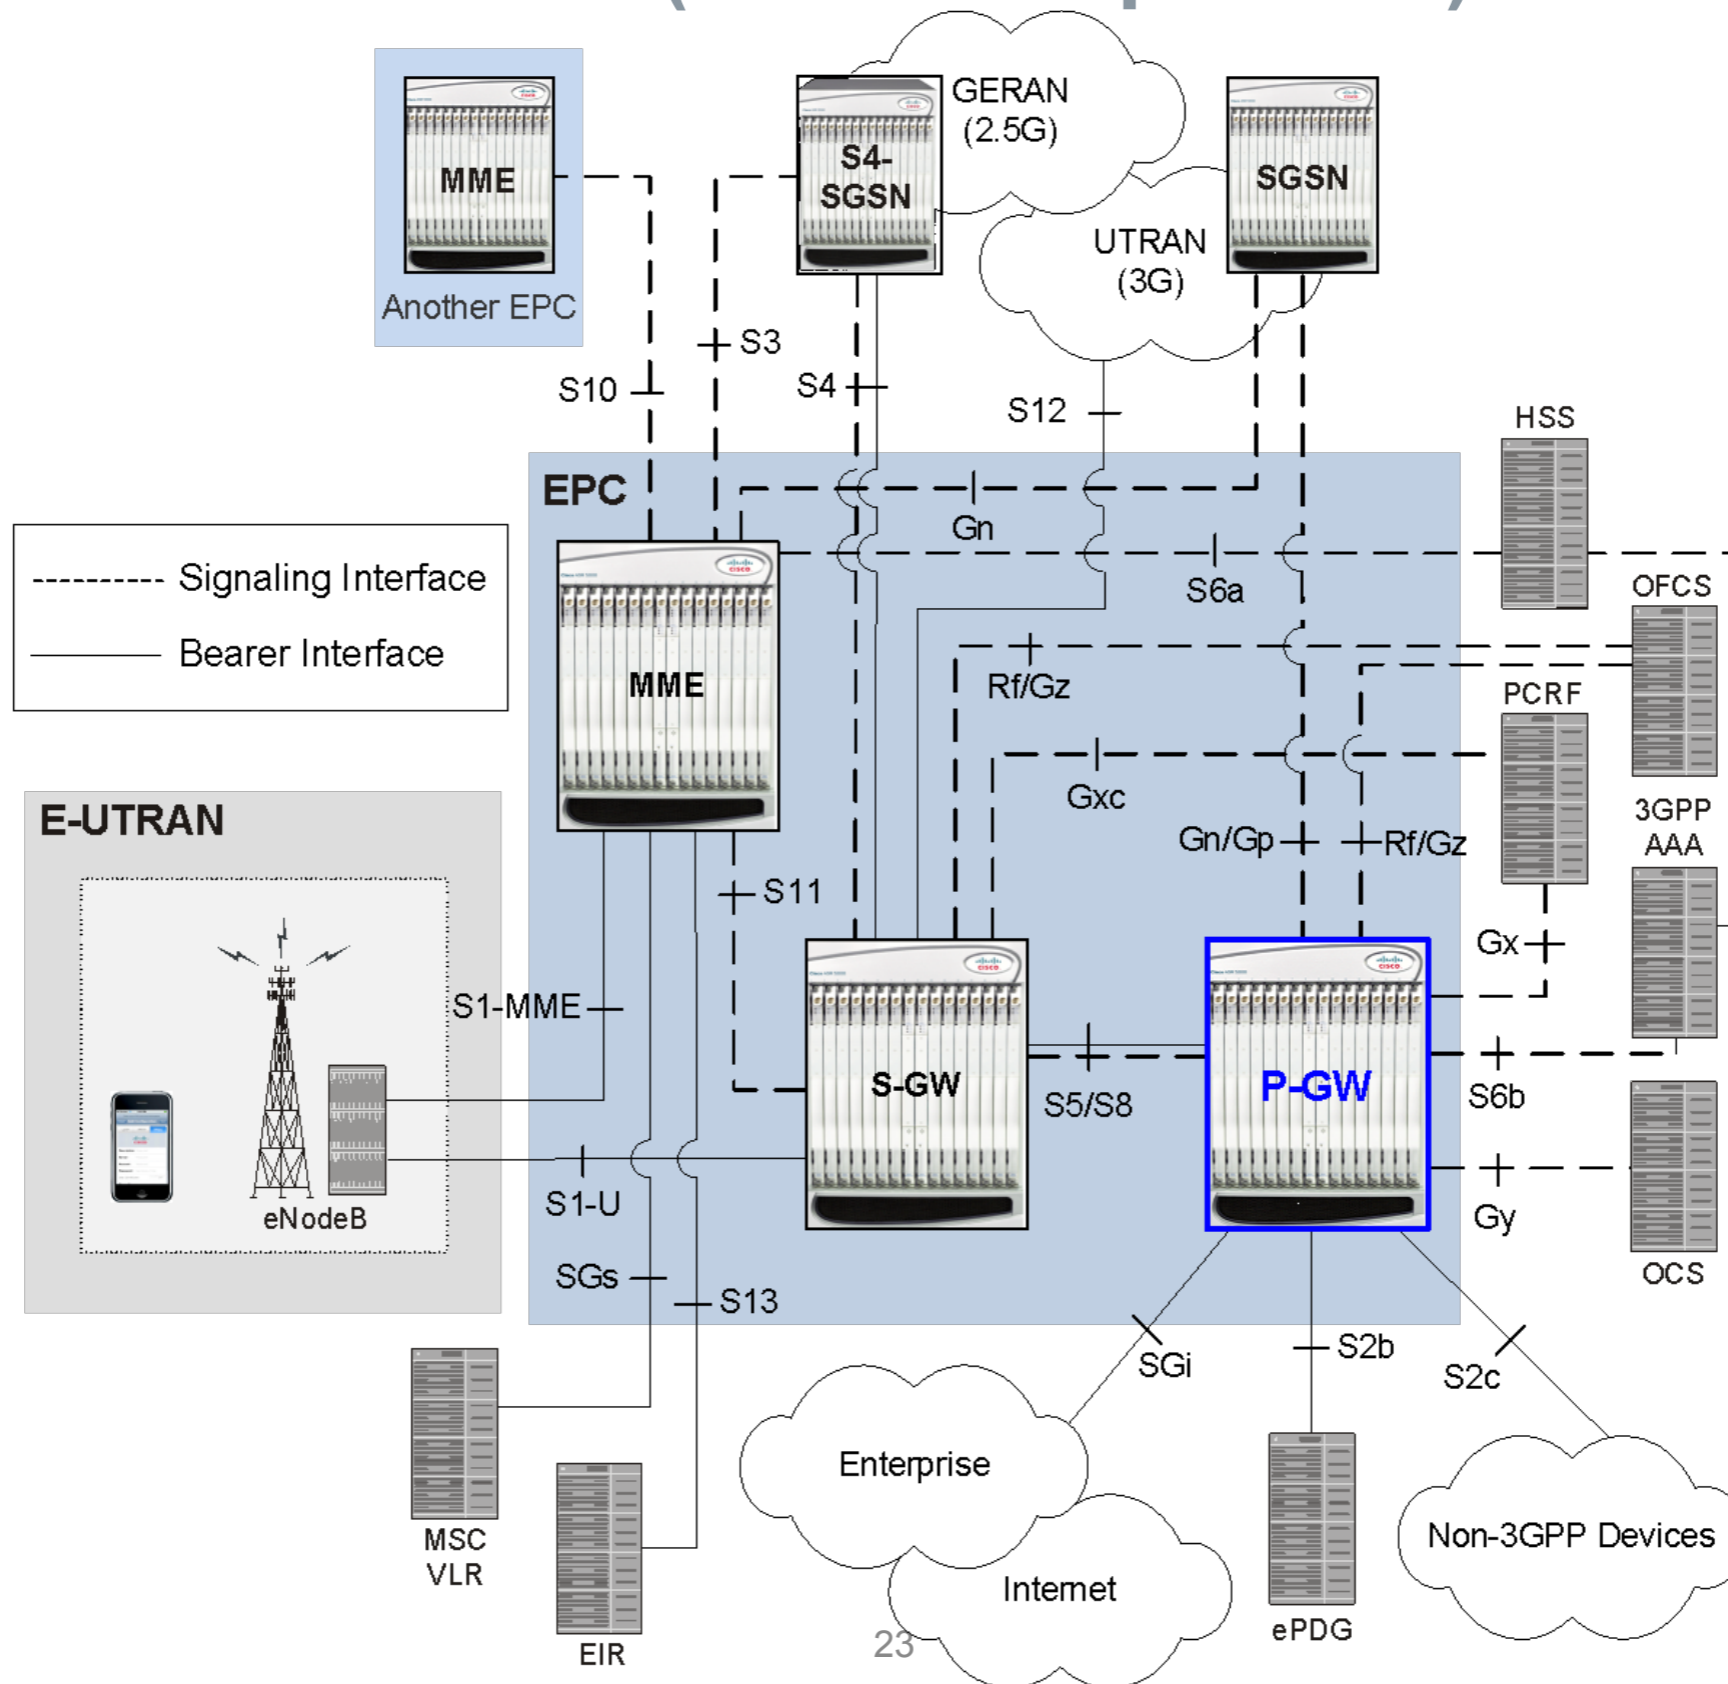 GERAN
(2.5G)
MME
S4-
SGSN
SGSN
UTRAN
(3G)
Another EPC
S3
S10
S4
S12
HSS
EPC
Gn
Signaling Interface
S6a
OFCS
Bearer Interface
MME
Rf/Gz
PCRF
Gxc
E-UTRAN
3GPP
AAA
Gn/Gp
Rf/Gz
S11
Gx
CISCO
S1-MME
S-GW
P-GW
S5/S8
S6b
S1-U
eNodeB
Gy
SGs
S13
OCS
SGi
S2b
S2c
Enterprise
MSC
VLR
Non-3GPP Devices
Internet
ePDG
EIR
23